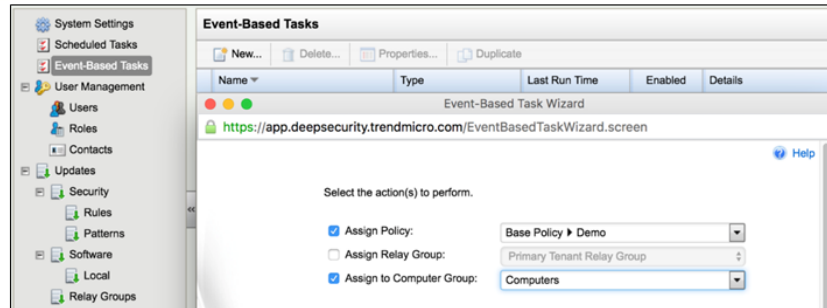 System Settings
Scheduled Tasks
Event-Based Tasks
User Management
Users
Roles
Contacts
Updates
Security
Rules
Patterns
Software
Local
Relay Groups
Event-Based Tasks
New... Delete... Properties... Duplicate
Name Type Last Run Time Enabled Details
Event-Based Task Wizard
https://app.deepsecurity.trendmicro.com/EventBasedTaskWizard.screen
Help
Select the action(s) to perform.
Assign Policy: Base Policy ▸ Demo
Assign Relay Group: Primary Tenant Relay Group
Assign to Computer Group: Computers